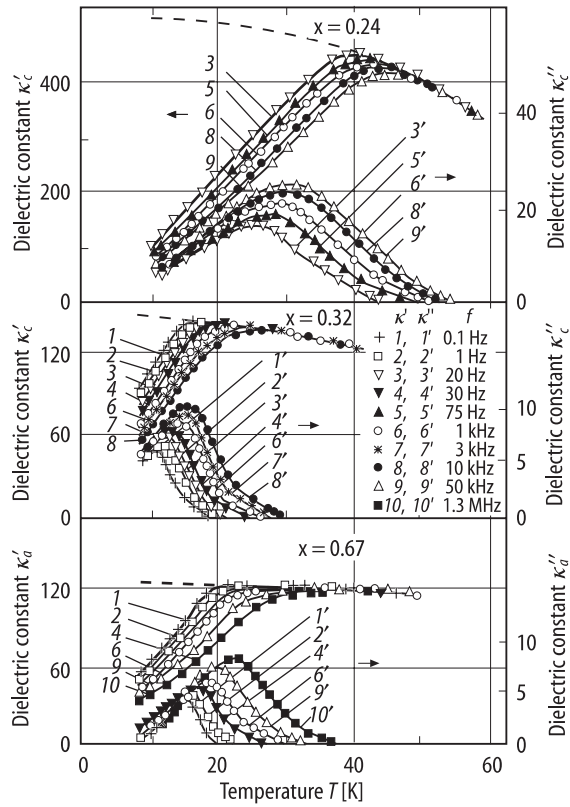 x = 0.24
Dielectric constant κ′c
400
200
0
3
5
6
8
9
3′
5′
6′
8′
9′
40
20
0
Dielectric constant κ″c
x = 0.32
Dielectric constant κ′c
120
60
0
1
2
3
4
6
7
8
1′
2′
3′
4′
6′
7′
8′
κ′ κ″ f
1, 1′ 0.1 Hz
2, 2′ 1 Hz
3, 3′ 20 Hz
4, 4′ 30 Hz
5, 5′ 75 Hz
6, 6′ 1 kHz
7, 7′ 3 kHz
8, 8′ 10 kHz
9, 9′ 50 kHz
10, 10′ 1.3 MHz
10
5
0
Dielectric constant κ″c
x = 0.67
Dielectric constant κ′a
120
60
0
1
2
4
6
9
10
1′
2′
4′
6′
9′
10′
10
5
0
Dielectric constant κ″a
0 20 40 60
Temperature T [K]